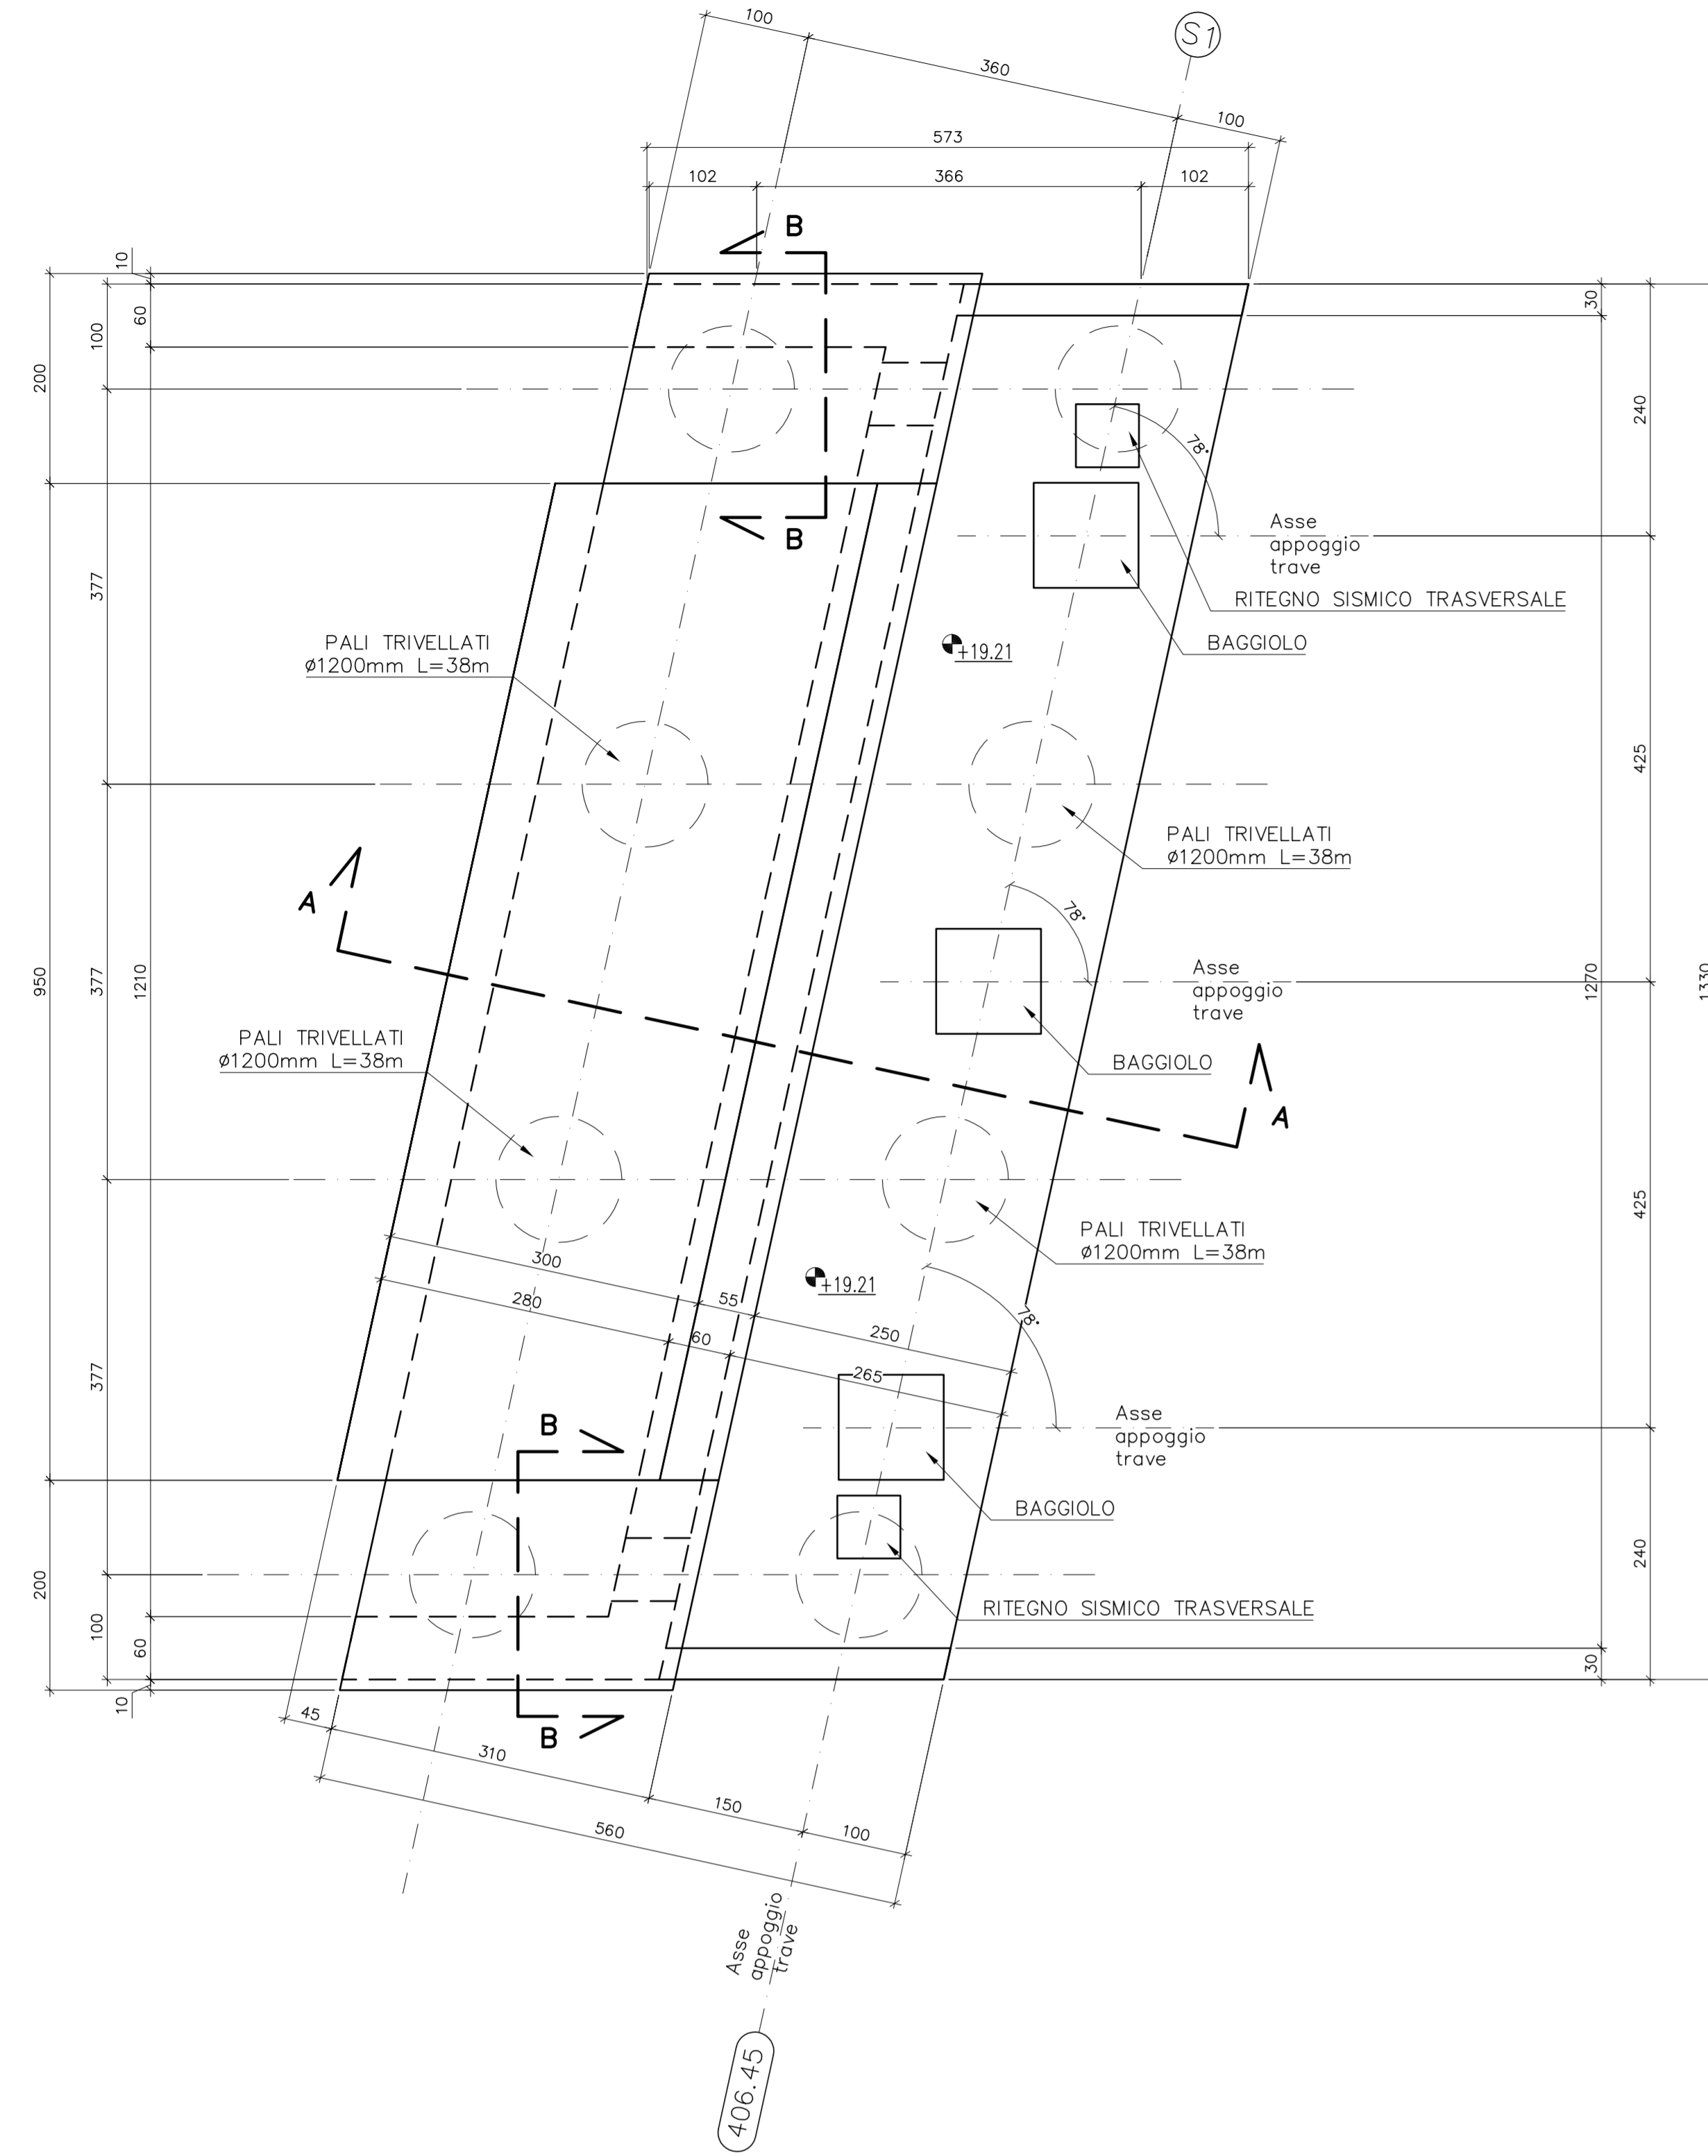 100
S1
360
100
573
102
366
102
B
10
60
100
200
30
240
78°
B
Asse
appoggio
trave
RITEGNO SISMICO TRASVERSALE
BAGGIOLO
377
PALI TRIVELLATI
ø1200mm L=38m
+19.21
425
PALI TRIVELLATI
ø1200mm L=38m
A
78°
950
377
1210
Asse
appoggio
trave
1270
1330
PALI TRIVELLATI
ø1200mm L=38m
BAGGIOLO
A
425
PALI TRIVELLATI
ø1200mm L=38m
300
+19.21
280
55
78°
60
250
265
377
B
Asse
appoggio
trave
BAGGIOLO
200
240
100
60
RITEGNO SISMICO TRASVERSALE
30
10
45
B
310
150
560
100
Asse
appoggio
trave
406.45